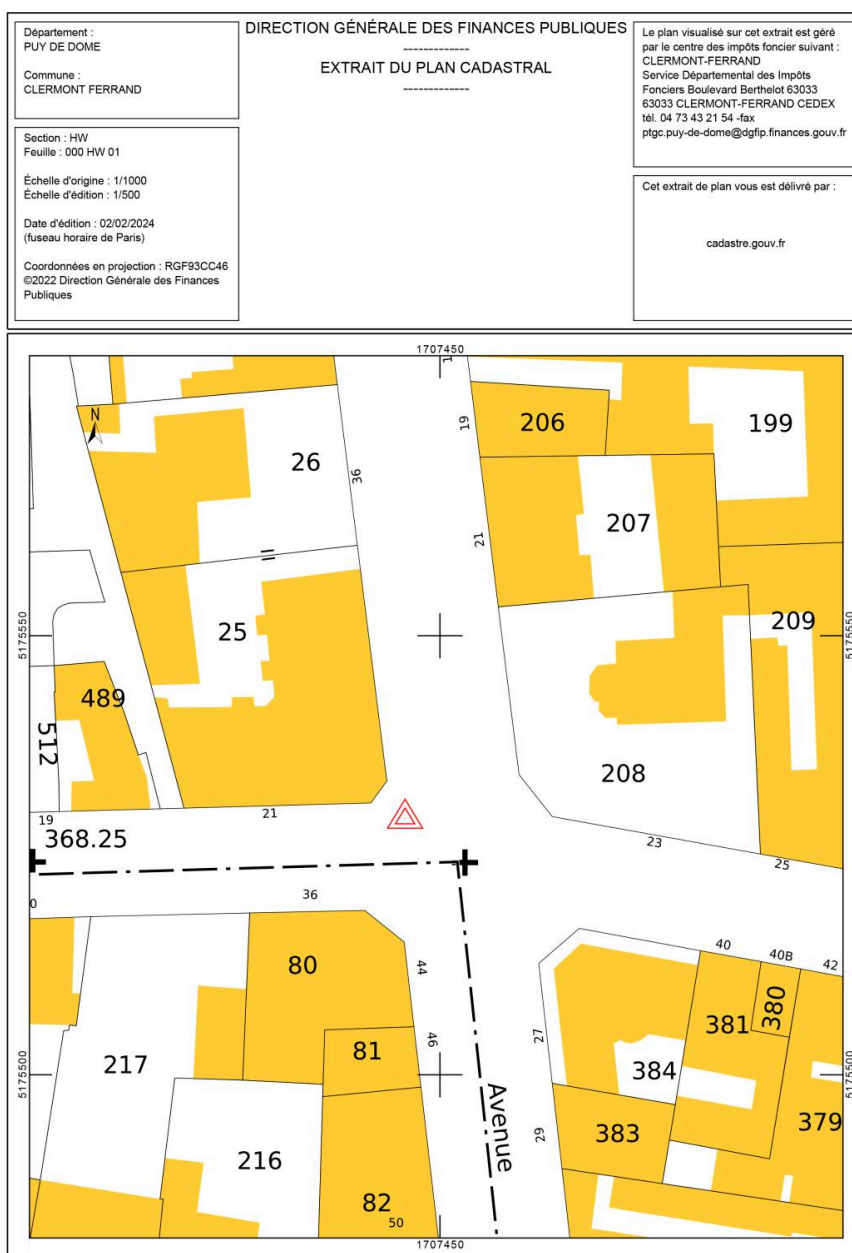 Département :
PUY DE DOME
Commune :
CLERMONT FERRAND
Section : HW
Feuille : 000 HW 01
Échelle d'origine : 1/1000
Échelle d'édition : 1/500
Date d'édition : 02/02/2024
(fuseau horaire de Paris)
Coordonnées en projection : RGF93CC46
©2022 Direction Générale des Finances
Publiques
DIRECTION GÉNÉRALE DES FINANCES PUBLIQUES
-------------
EXTRAIT DU PLAN CADASTRAL
-------------
Le plan visualisé sur cet extrait est géré
par le centre des impôts foncier suivant :
CLERMONT-FERRAND
Service Départemental des Impôts
Fonciers Boulevard Berthelot 63033
63033 CLERMONT-FERRAND CEDEX
tél. 04 73 43 21 54 -fax
ptgc.puy-de-dome@dgfip.finances.gouv.fr
Cet extrait de plan vous est délivré par :
cadastre.gouv.fr
1707450
N
26
36
19
206
199
21
207
5175550
25
209
5175550
489
512
208
19
21
368.25
23
25
36
0
80
44
40
40B
42
46
81
217
27
381
380
384
5175500
5175500
Avenue
29
383
379
216
82
50
1707450